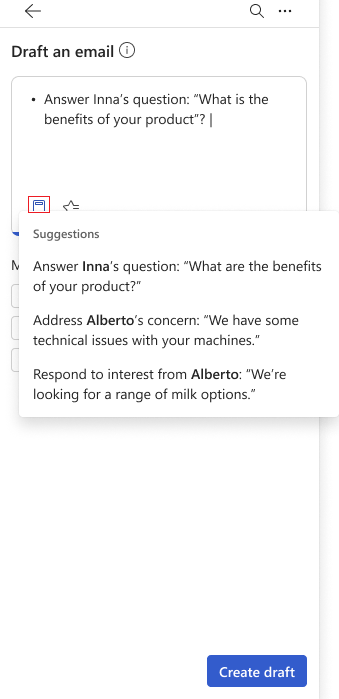 Draft an email
• Answer Inna's question: “What is the
benefits of your product”? |
Suggestions
M
Answer Inna's question: “What are the benefits
of your product?”
Address Alberto's concern: “We have some
technical issues with your machines.”
Respond to interest from Alberto: “We're
looking for a range of milk options.”
Create draft